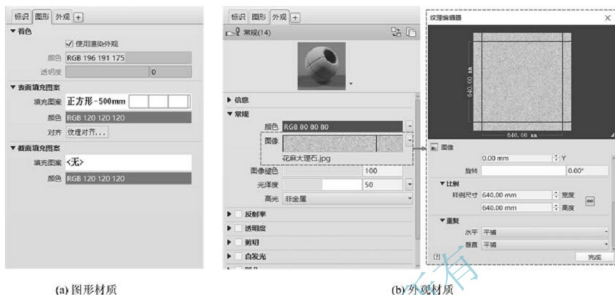 标识 图形 外观 +
▼ 着色
使用渲染外观
颜色 RGB 196 191 175
透明度 0
▼ 表面填充图案
填充图案 正方形-500mm
颜色 RGB 120 120 120
对齐 纹理对齐...
▼ 截面填充图案
填充图案 <无>
颜色 RGB 120 120 120
(a) 图形材质
标识 图形 外观 +
常规(14)
▶ 信息
▼ 常规
颜色 RGB 80 80 80
图像
花麻大理石.jpg
图像褪色 100
光泽度 50
高光 非金属
▶ 反射率
▶ 透明度
▶ 剪切
▶ 自发光
纹理编辑器
640.00 mm
640.00 mm
图像
0.00 mm Y
旋转 0.00°
▼比例
样例尺寸 640.00 mm 宽度
640.00 mm 高度
▼重复
水平 平铺
垂直 平铺
完成
(b) 外观材质
有